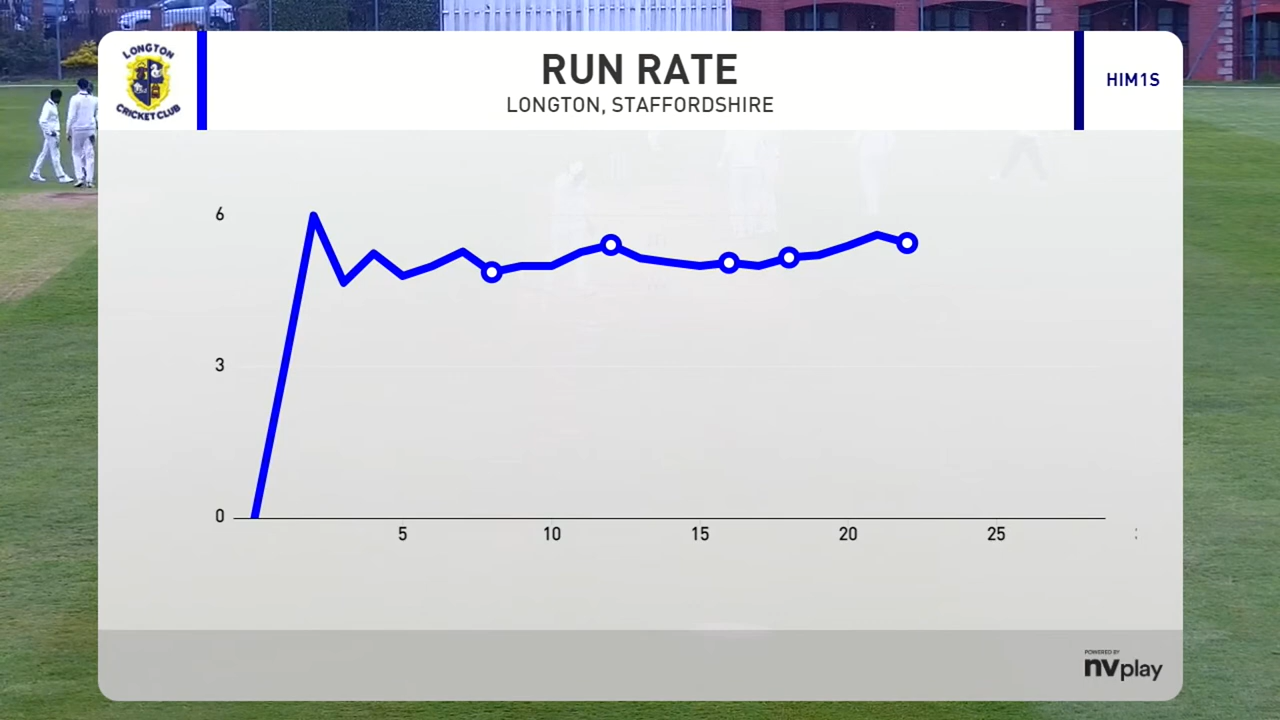 LONGTON
CRICKET CLUB
RUN RATE
LONGTON, STAFFORDSHIRE
HIM1S
6
3
0
5
10
15
20
25
POWERED BY
nvplay